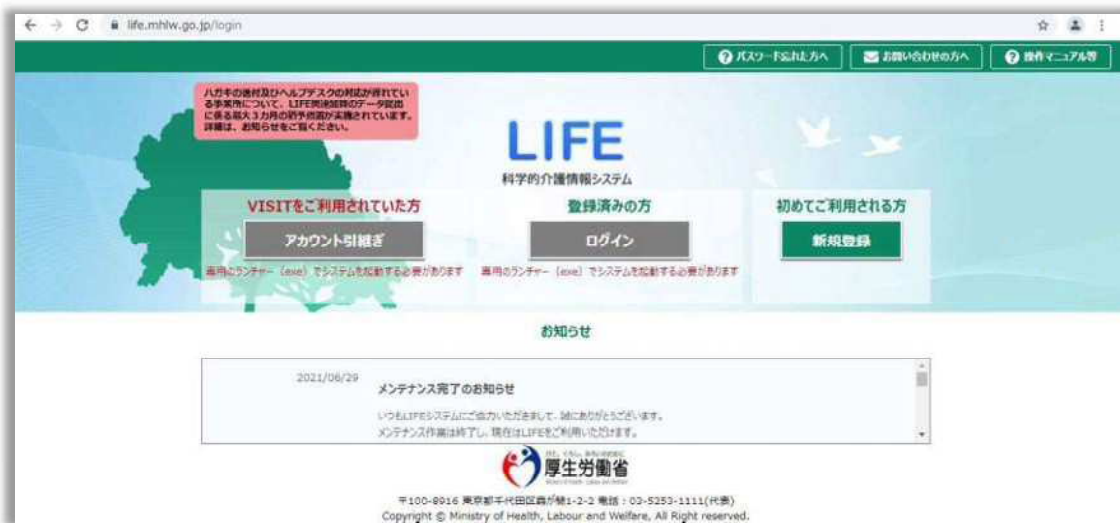 life.mhlw.go.jp/login
パスワード忘れた方へ
お問い合わせの方へ
操作マニュアル等
ハガキの送付及びヘルプデスクの対応が遅れてい
る事業所について、LIFE関連加算のデータ提出
に係る最大3カ月の猶予措置が実施されています。
詳細は、お知らせをご覧ください。
LIFE
科学的介護情報システム
VISITをご利用されていた方
アカウント引継ぎ
専用のランチャー（exe）でシステムを起動する必要があります
登録済みの方
ログイン
専用のランチャー（exe）でシステムを起動する必要があります
初めてご利用される方
新規登録
お知らせ
2021/06/29
メンテナンス完了のお知らせ
いつもLIFEシステムにご協力いただきまして、誠にありがとうございます。
メンテナンス作業は終了し、現在はLIFEをご利用いただけます。
厚生労働省
〒100-8916 東京都千代田区霞が関1-2-2 電話：03-5253-1111(代表)
Copyright © Ministry of Health, Labour and Welfare, All Right reserved.